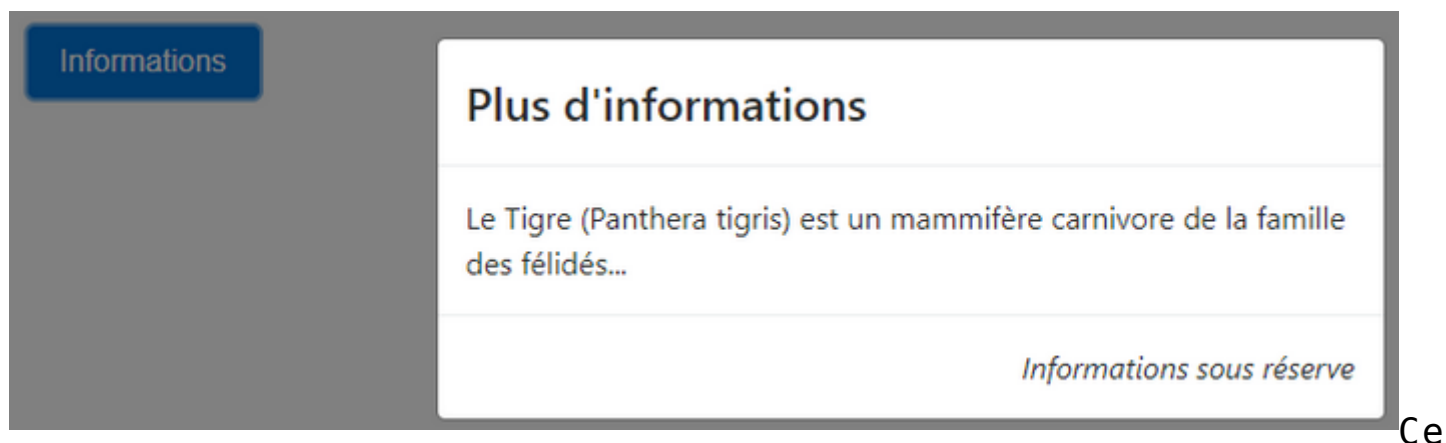 Informations
Plus d'informations
Le Tigre (Panthera tigris) est un mammifère carnivore de la famille
des félidés...
Informations sous réserve
Ce